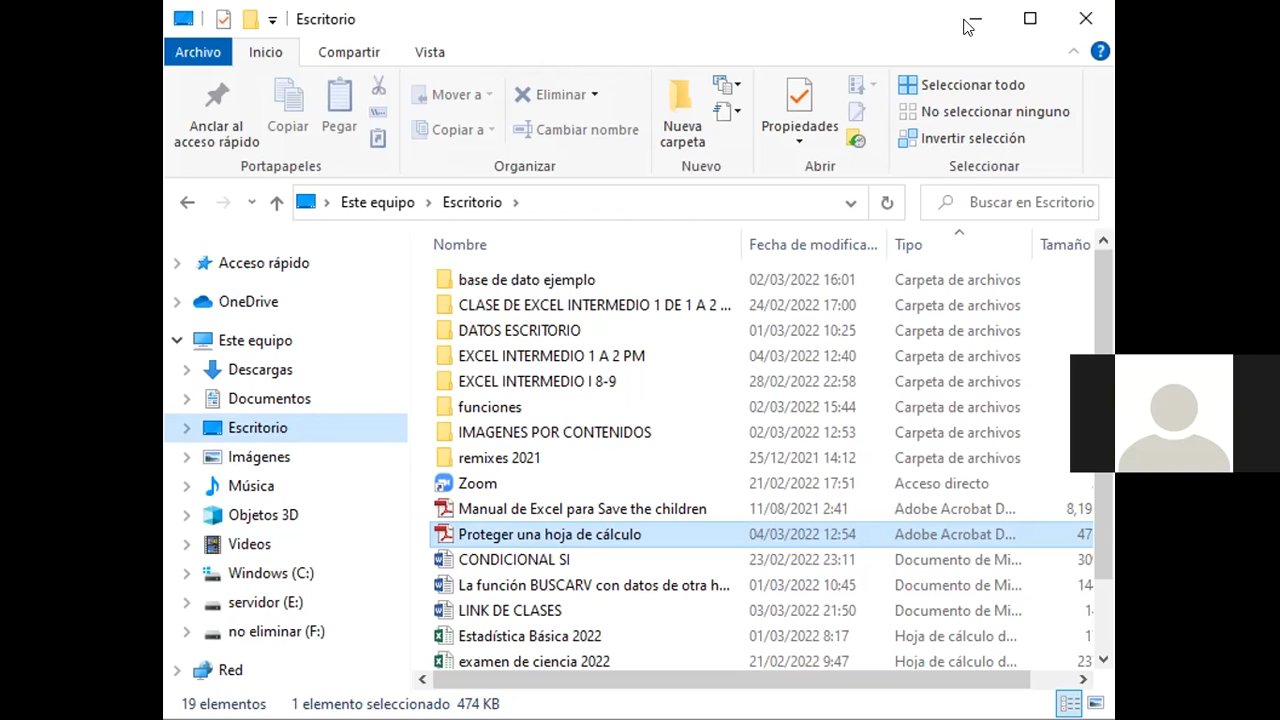 Escritorio
Archivo Inicio Compartir Vista
Anclar al acceso rápido
Copiar
Pegar
Portapapeles
Mover a
Copiar a
Eliminar
Cambiar nombre
Organizar
Nueva carpeta
Nuevo
Propiedades
Abrir
Seleccionar todo
No seleccionar ninguno
Invertir selección
Seleccionar
Este equipo > Escritorio >
Buscar en Escritorio
Acceso rápido
OneDrive
Este equipo
Descargas
Documentos
Escritorio
Imágenes
Música
Objetos 3D
Videos
Windows (C:)
servidor (E:)
no eliminar (F:)
Red
Nombre Fecha de modifica... Tipo Tamaño
base de dato ejemplo 02/03/2022 16:01 Carpeta de archivos
CLASE DE EXCEL INTERMEDIO 1 DE 1 A 2 ... 24/02/2022 17:00 Carpeta de archivos
DATOS ESCRITORIO 01/03/2022 10:25 Carpeta de archivos
EXCEL INTERMEDIO 1 A 2 PM 04/03/2022 12:40 Carpeta de archivos
EXCEL INTERMEDIO I 8-9 28/02/2022 22:58 Carpeta de archivos
funciones 02/03/2022 15:44 Carpeta de archivos
IMAGENES POR CONTENIDOS 02/03/2022 12:53 Carpeta de archivos
remixes 2021 25/12/2021 14:12 Carpeta de archivos
Zoom 21/02/2022 17:51 Acceso directo
Manual de Excel para Save the children 11/08/2021 2:41 Adobe Acrobat D... 8,19
Proteger una hoja de cálculo 04/03/2022 12:54 Adobe Acrobat D... 47
CONDICIONAL SI 23/02/2022 23:11 Documento de Mi... 30
La función BUSCARV con datos de otra h... 01/03/2022 10:45 Documento de Mi... 14
LINK DE CLASES 03/03/2022 21:50 Documento de Mi... 1
Estadística Básica 2022 01/03/2022 8:17 Hoja de cálculo d... 1
examen de ciencia 2022 21/02/2022 9:47 Hoja de cálculo d... 23
19 elementos 1 elemento seleccionado 474 KB